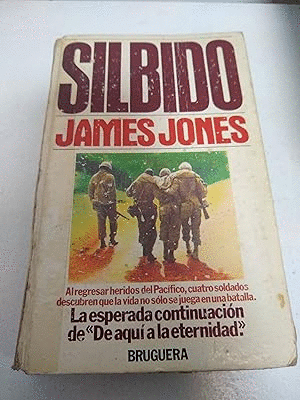 SILBIDO
JAMES JONES
Al regresar heridos del Pacífico, cuatro soldados
descubren que la vida no sólo se juega en una batalla.
La esperada continuación
de «De aquí a la eternidad».
BRUGUERA